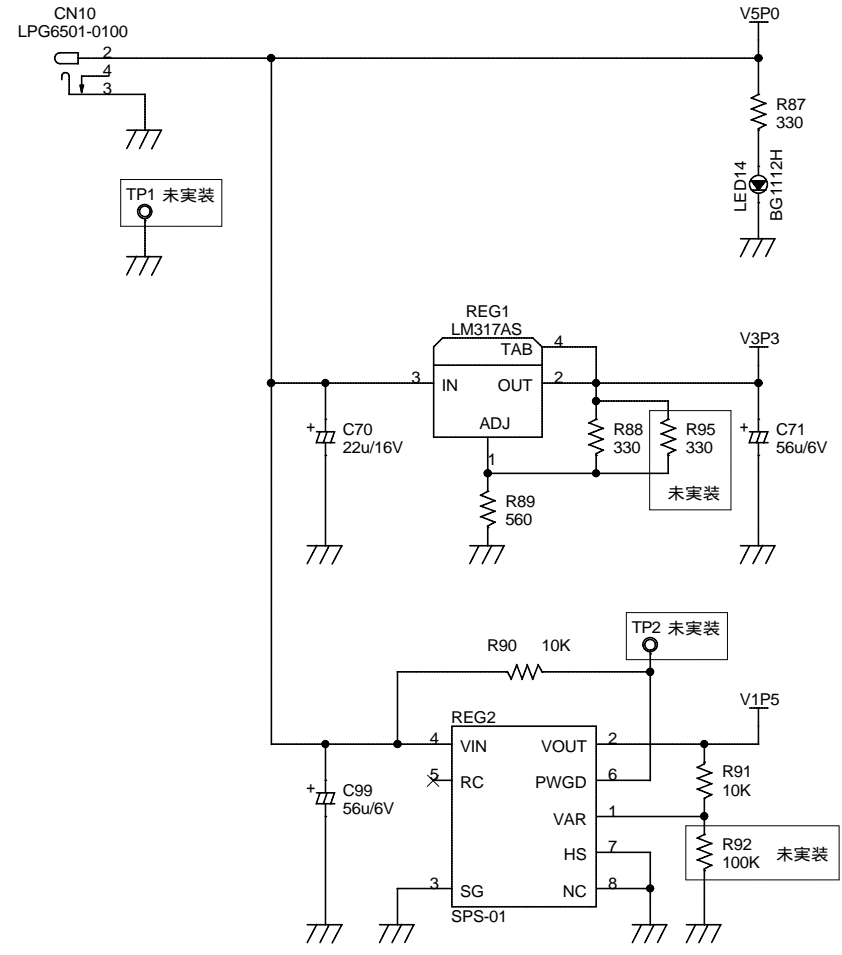 CN10
LPG6501-0100
2
4
3
V5P0
R87
330
LED14
BG1112H
TP1 未実装
REG1
LM317AS
TAB
4
3
IN
OUT
2
ADJ
1
V3P3
C70
22u/16V
R88
330
R95
330
未実装
C71
56u/6V
R89
560
TP2 未実装
R90 10K
REG2
V1P5
4
VIN
VOUT
2
5
RC
PWGD
6
VAR
1
HS
7
3
SG
NC
8
SPS-01
C99
56u/6V
R91
10K
R92
100K 未実装
+
+
+